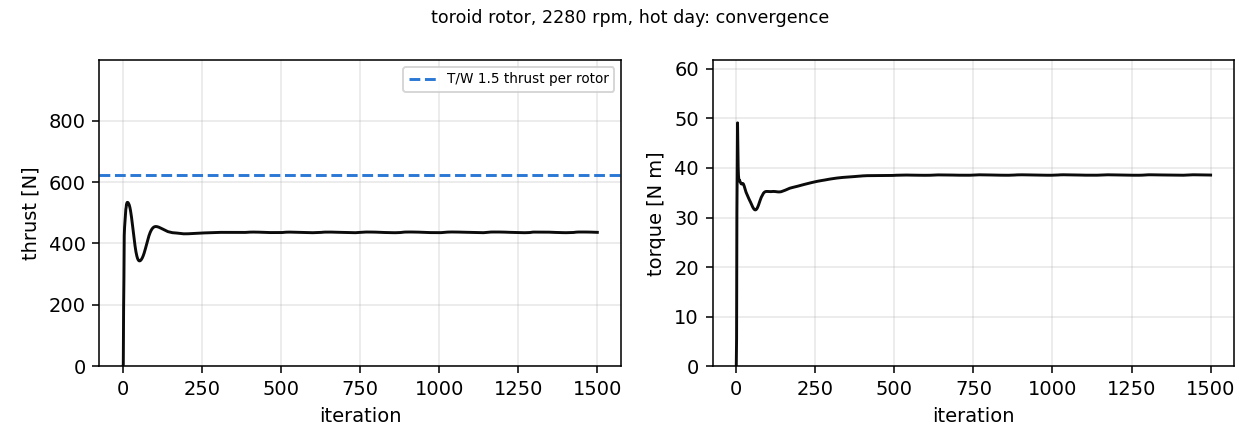 toroid rotor, 2280 rpm, hot day: convergence
T/W 1.5 thrust per rotor
thrust [N]
800
600
400
200
0
0 250 500 750 1000 1250 1500
iteration
torque [N m]
60
50
40
30
20
10
0
0 250 500 750 1000 1250 1500
iteration